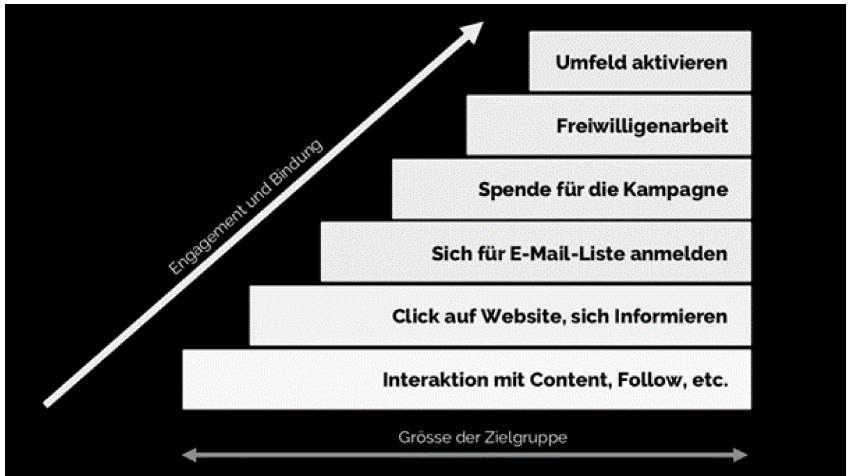 Umfeld aktivieren
Freiwilligenarbeit
Spende für die Kampagne
Sich für E-Mail-Liste anmelden
Click auf Website, sich Informieren
Interaktion mit Content, Follow, etc.
Engagement und Bindung
Grösse der Zielgruppe